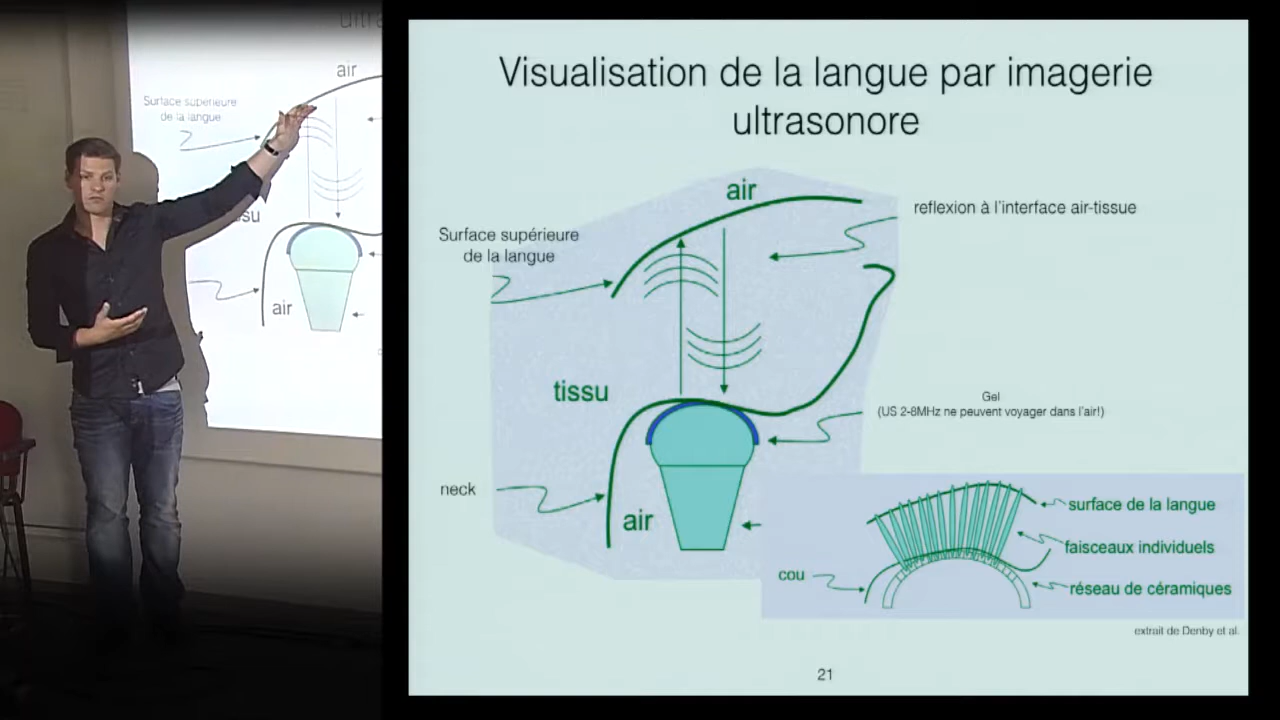 Visualisation de la langue par imagerie
ultrasonore
air
reflexion à l'interface air-tissue
Surface supérieure
de la langue
tissu
Gel
(US 2-8MHz ne peuvent voyager dans l'air!)
neck
air
surface de la langue
faisceaux individuels
cou
réseau de céramiques
extrait de Denby et al.
21
air
Surface supérieure
de la langue
su
air